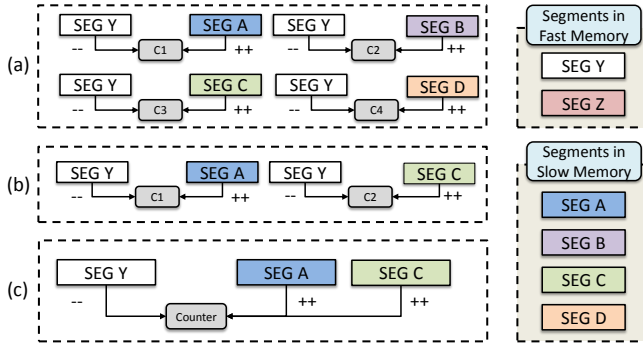 SEG Y SEG A SEG Y SEG B
-- C1 ++ -- C2 ++
(a)
SEG Y SEG C SEG Y SEG D
-- C3 ++ -- C4 ++
(b)
SEG Y SEG A SEG Y SEG C
-- C1 ++ -- C2 ++
(c)
SEG Y SEG A SEG C
-- ++ ++
Counter
Segments in
Fast Memory
SEG Y
SEG Z
Segments in
Slow Memory
SEG A
SEG B
SEG C
SEG D